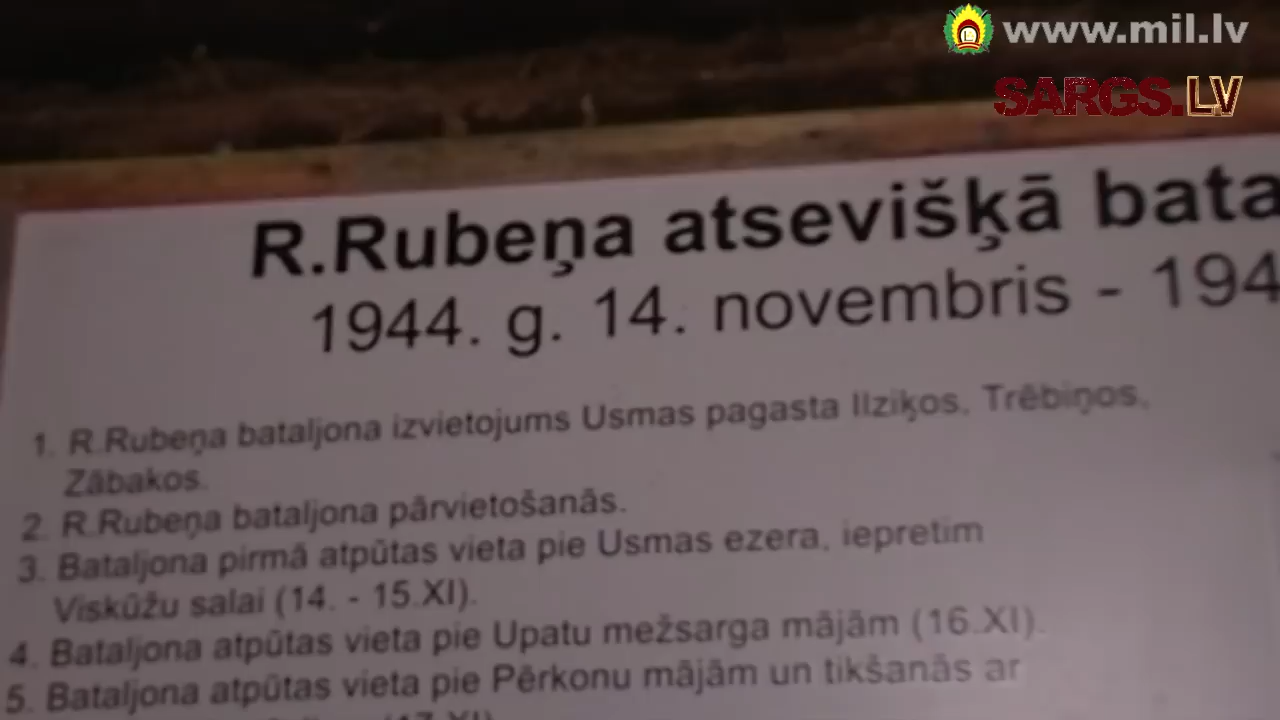 www.mil.lv
SARGS.LV
R.Rubeņa atsevišķā bata
1944. g. 14. novembris - 194
1. R.Rubeņa bataljona izvietojums Usmas pagasta Ilziķos, Trēbiņos,
Zābakos.
2. R.Rubeņa bataljona pārvietošanās.
3. Bataljona pirmā atpūtas vieta pie Usmas ezera, iepretim
Viskūžu salai (14. - 15.XI).
4. Bataljona atpūtas vieta pie Upatu mežsarga mājām (16.XI).
5. Bataljona atpūtas vieta pie Pērkonu mājām un tikšanās ar
(17.XI)